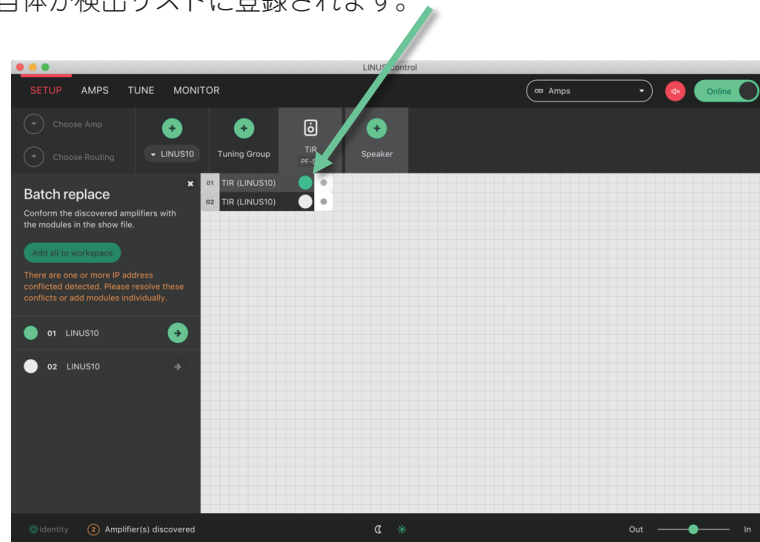 自体が検出リストに登録されます。
LINUS Control
SETUP AMPS TUNE MONITOR
Amps
Online
Choose Amp
Choose Routing
LINUS10
Tuning Group
TiR
Speaker
01 TIR (LINUS10)
02 TIR (LINUS10)
Batch replace
Conform the discovered amplifiers with
the modules in the show file.
Add all to workspace
There are one or more IP address
conflicted detected. Please resolve these
conflicts or add modules individually.
01 LINUS10
02 LINUS10
Identity
2 Amplifier(s) discovered
Out
In